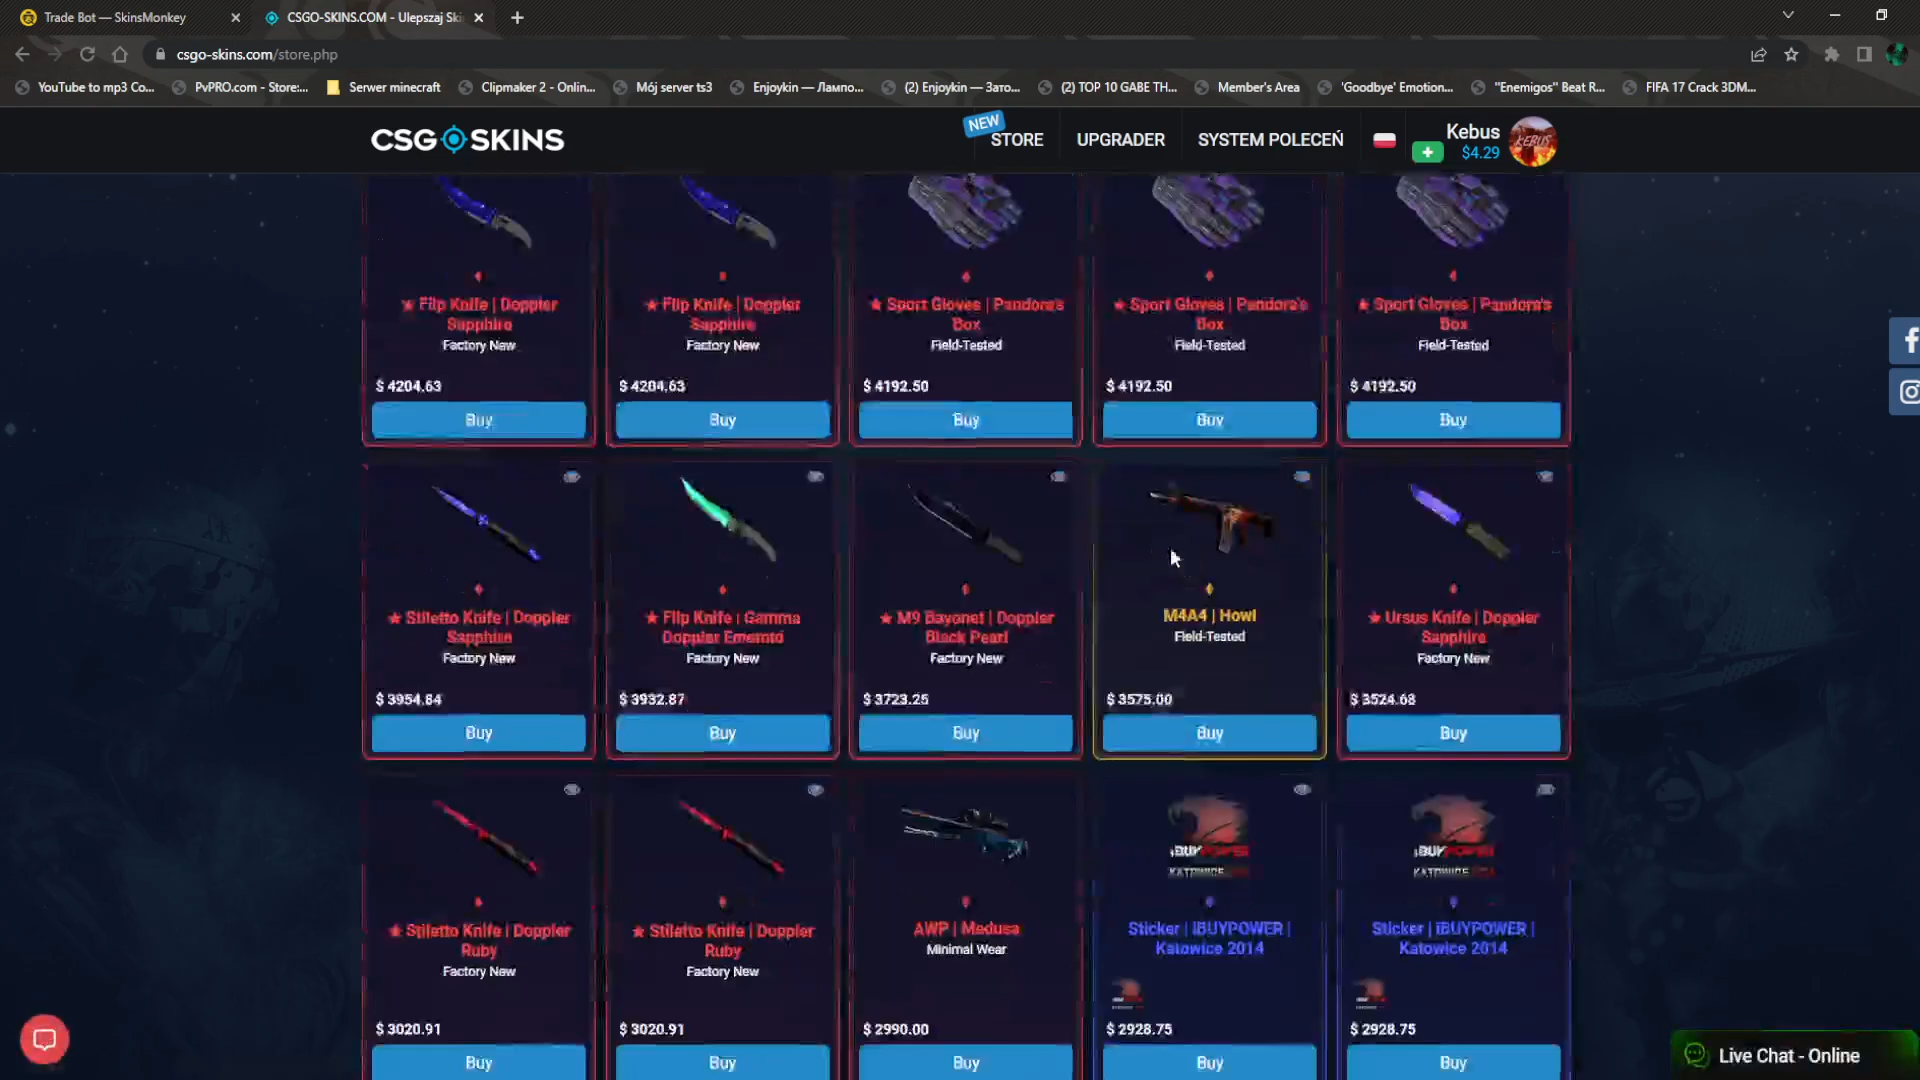 Trade Bot — SkinsMonkey
CSGO-SKINS.COM - Ulepszaj Ski
csgo-skins.com/store.php
YouTube to mp3 Co...
PvPRO.com - Store:...
Serwer minecraft
Clipmaker 2 - Onlin...
Mój server ts3
Enjoykin — Лампо...
(2) Enjoykin — Зато...
(2) TOP 10 GABE TH...
Member's Area
'Goodbye' Emotion...
"Enemigos" Beat R...
FIFA 17 Crack 3DM...
CSGO SKINS
NEW
STORE
UPGRADER
SYSTEM POLECEŃ
Kebus
$4.29
KEBUS
★ Flip Knife | Doppler
Sapphire
Factory New
$ 4204.63
Buy
★ Flip Knife | Doppler
Sapphire
Factory New
$ 4204.63
Buy
★ Sport Gloves | Pandora's
Box
Field-Tested
$ 4192.50
Buy
★ Sport Gloves | Pandora's
Box
Field-Tested
$ 4192.50
Buy
★ Sport Gloves | Pandora's
Box
Field-Tested
$ 4192.50
Buy
★ Stiletto Knife | Doppler
Sapphire
Factory New
$ 3954.84
Buy
★ Flip Knife | Gamma
Doppler Emerald
Factory New
$ 3932.87
Buy
★ M9 Bayonet | Doppler
Black Pearl
Factory New
$ 3723.25
Buy
M4A4 | Howl
Field-Tested
$ 3575.00
Buy
★ Ursus Knife | Doppler
Sapphire
Factory New
$ 3524.68
Buy
★ Stiletto Knife | Doppler
Ruby
Factory New
$ 3020.91
Buy
★ Stiletto Knife | Doppler
Ruby
Factory New
$ 3020.91
Buy
AWP | Medusa
Minimal Wear
$ 2990.00
Buy
iBUYPOWER
KATOWICE
Sticker | iBUYPOWER |
Katowice 2014
$ 2928.75
Buy
iBUYPOWER
KATOWICE
Sticker | iBUYPOWER |
Katowice 2014
$ 2928.75
Buy
Live Chat - Online